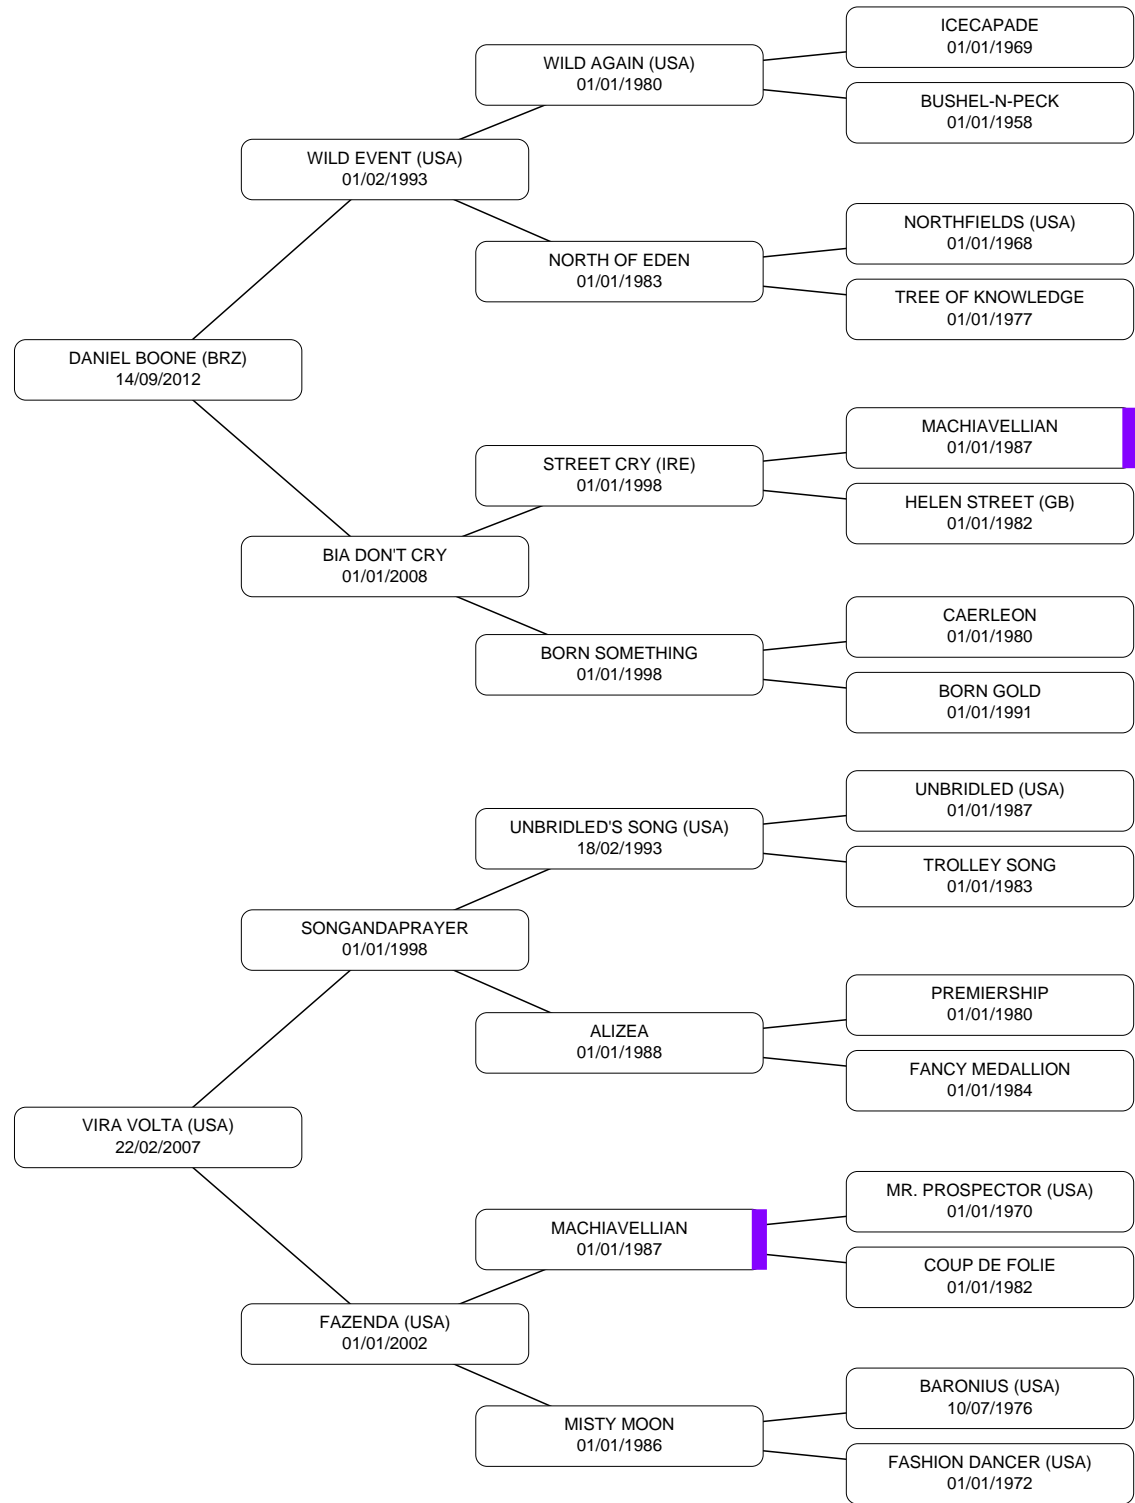 ICECAPADE
01/01/1969
WILD AGAIN (USA)
01/01/1980
BUSHEL-N-PECK
01/01/1958
WILD EVENT (USA)
01/02/1993
NORTHFIELDS (USA)
01/01/1968
NORTH OF EDEN
01/01/1983
TREE OF KNOWLEDGE
01/01/1977
DANIEL BOONE (BRZ)
14/09/2012
MACHIAVELLIAN
01/01/1987
STREET CRY (IRE)
01/01/1998
HELEN STREET (GB)
01/01/1982
BIA DON'T CRY
01/01/2008
CAERLEON
01/01/1980
BORN SOMETHING
01/01/1998
BORN GOLD
01/01/1991
UNBRIDLED (USA)
01/01/1987
UNBRIDLED'S SONG (USA)
18/02/1993
TROLLEY SONG
01/01/1983
SONGANDAPRAYER
01/01/1998
PREMIERSHIP
01/01/1980
ALIZEA
01/01/1988
FANCY MEDALLION
01/01/1984
VIRA VOLTA (USA)
22/02/2007
MR. PROSPECTOR (USA)
01/01/1970
MACHIAVELLIAN
01/01/1987
COUP DE FOLIE
01/01/1982
FAZENDA (USA)
01/01/2002
BARONIUS (USA)
10/07/1976
MISTY MOON
01/01/1986
FASHION DANCER (USA)
01/01/1972